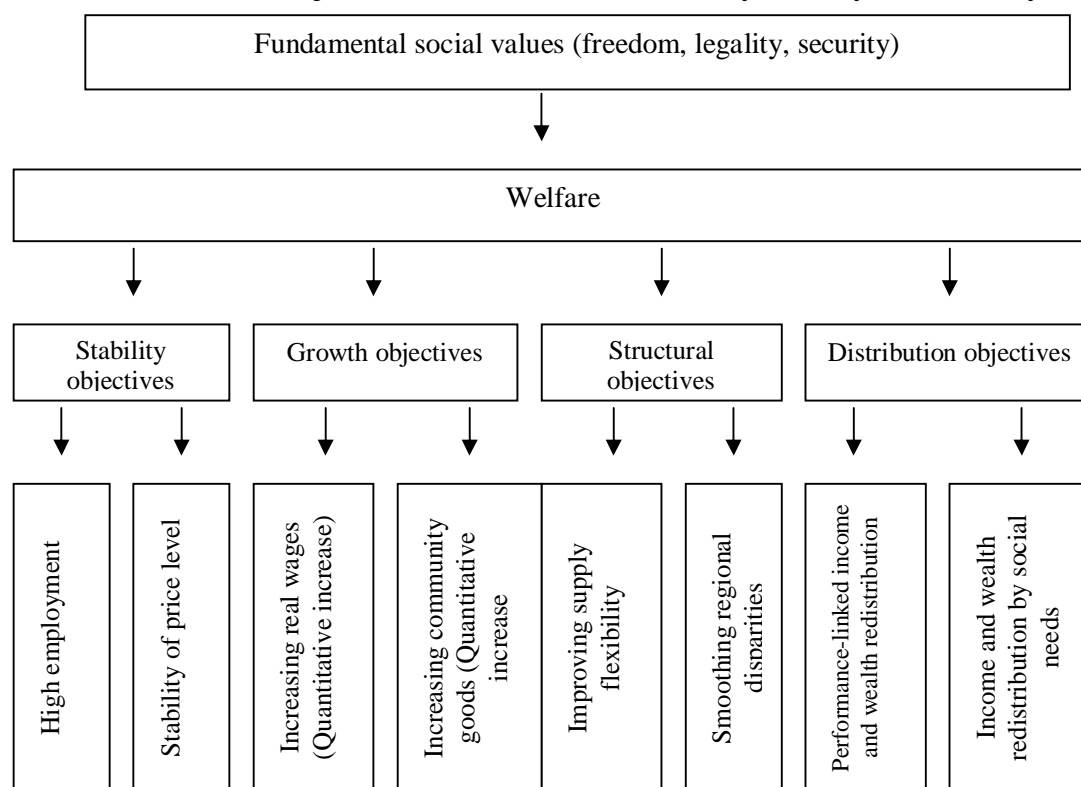 Fundamental social values (freedom, legality, security)
Welfare
Stability
objectives
Growth objectives
Structural
objectives
Distribution objectives
High employment
Stability of price level
Increasing real wages
(Quantitative increase)
Increasing community
goods (Quantitative
increase
Improving supply
flexibility
Smoothing regional
disparities
Performance-linked income
and wealth redistribution
Income and wealth
redistribution by social
needs